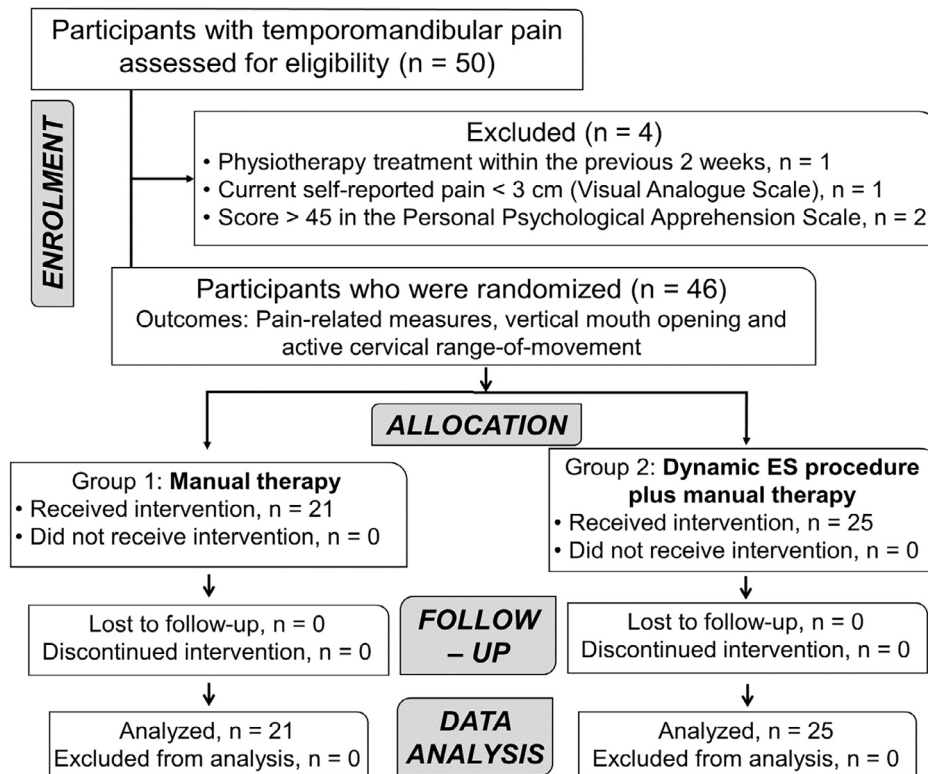 Participants with temporomandibular pain
assessed for eligibility (n = 50)
ENROLMENT
Excluded (n = 4)
• Physiotherapy treatment within the previous 2 weeks, n = 1
• Current self-reported pain < 3 cm (Visual Analogue Scale), n = 1
• Score > 45 in the Personal Psychological Apprehension Scale, n = 2
Participants who were randomized (n = 46)
Outcomes: Pain-related measures, vertical mouth opening and
active cervical range-of-movement
ALLOCATION
Group 1: Manual therapy
• Received intervention, n = 21
• Did not receive intervention, n = 0
Group 2: Dynamic ES procedure
plus manual therapy
• Received intervention, n = 25
• Did not receive intervention, n = 0
FOLLOW
– UP
Lost to follow-up, n = 0
Discontinued intervention, n = 0
Lost to follow-up, n = 0
Discontinued intervention, n = 0
DATA
ANALYSIS
Analyzed, n = 21
Excluded from analysis, n = 0
Analyzed, n = 25
Excluded from analysis, n = 0